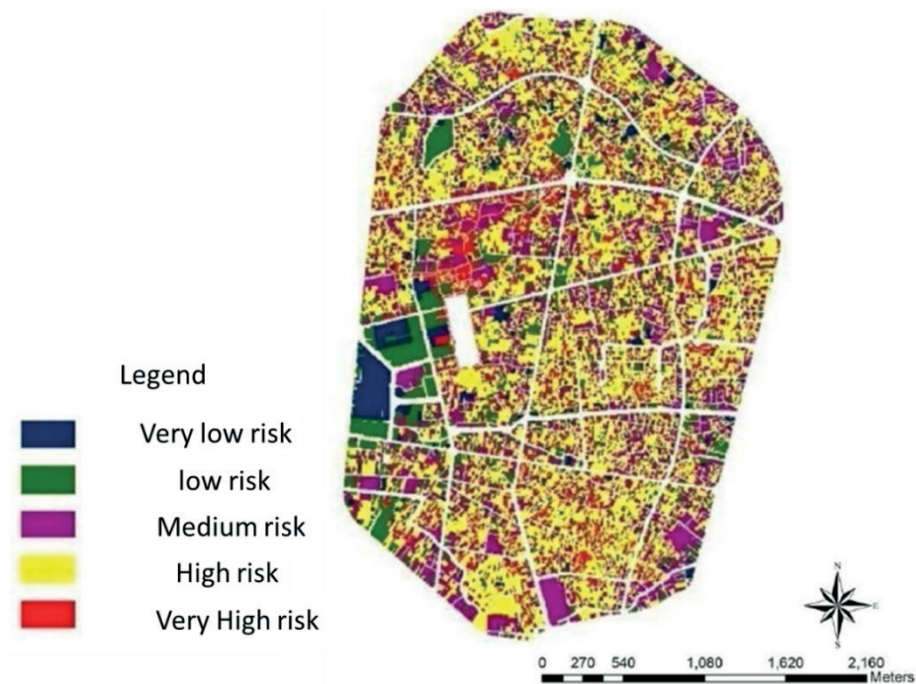 Legend
Very low risk
low risk
Medium risk
High risk
Very High risk
N
E
S
0 270 540 1,080 1,620 2,160
Meters